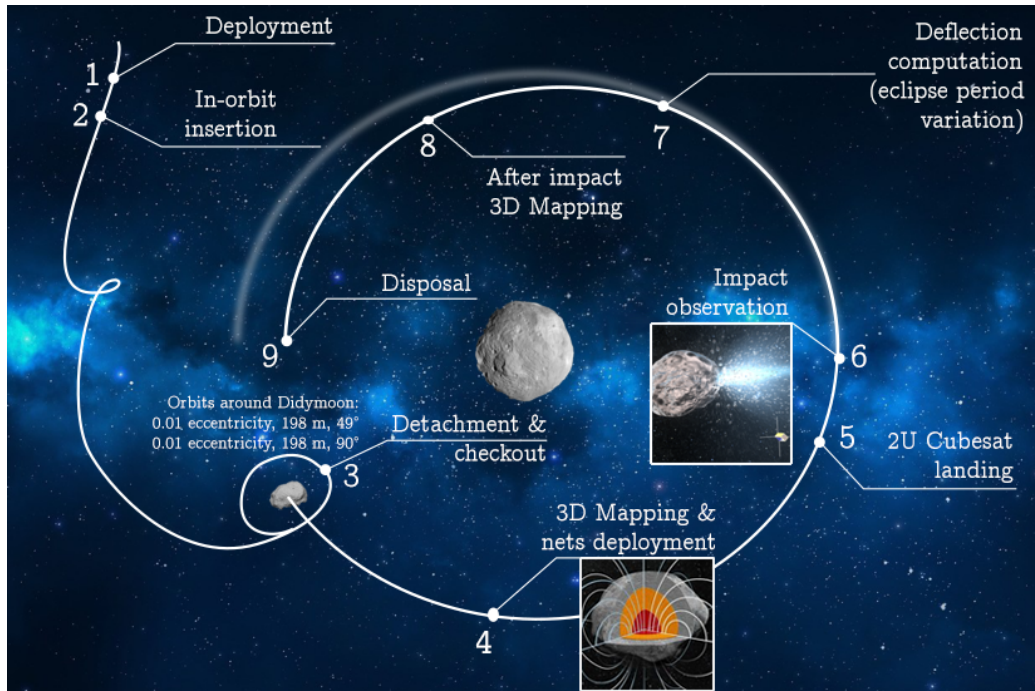 1
Deployment
2
In-orbit
insertion
Deflection
computation
(eclipse period
variation)
7
8
After impact
3D Mapping
Disposal
9
Impact
observation
6
Orbits around Didymoon:
0.01 eccentricity, 198 m, 49°
0.01 eccentricity, 198 m, 90°
Detachment &
checkout
3
5
2U Cubesat
landing
3D Mapping &
nets deployment
4